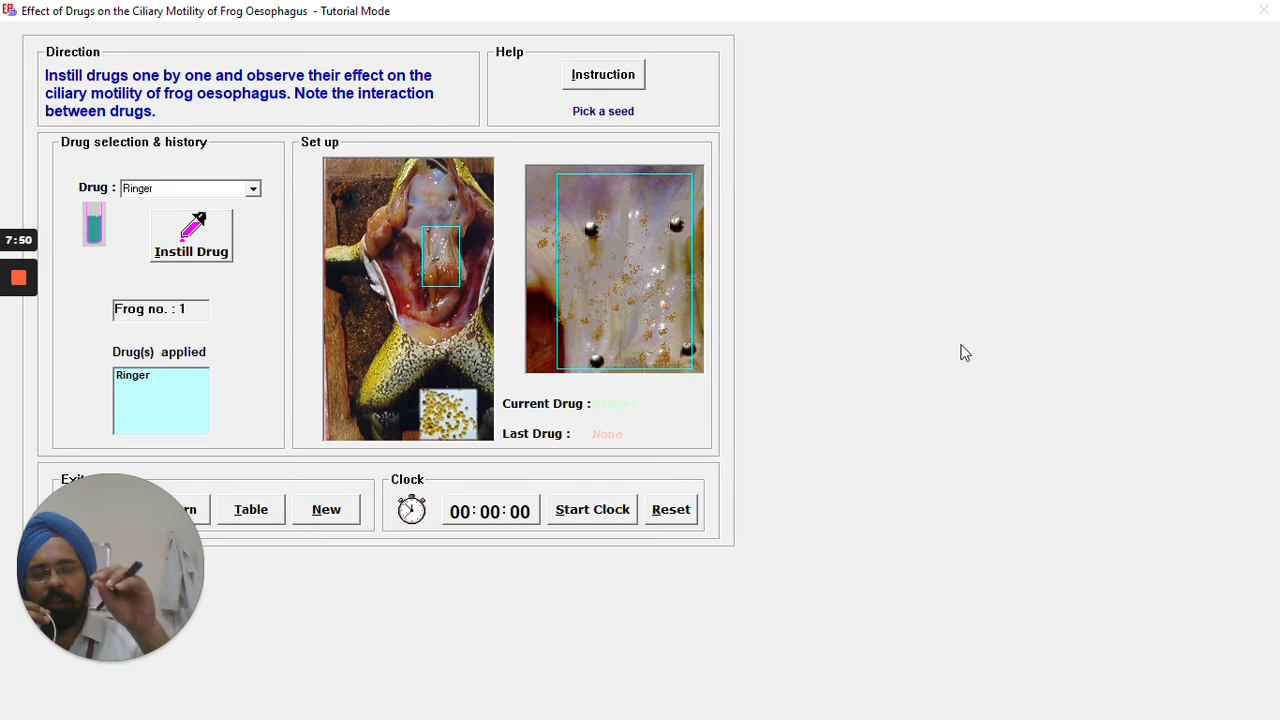 Effect of Drugs on the Ciliary Motility of Frog Oesophagus - Tutorial Mode
Direction
Instill drugs one by one and observe their effect on the
ciliary motility of frog oesophagus. Note the interaction
between drugs.
Help
Instruction
Pick a seed
Drug selection & history
Drug :
Ringer
Instill Drug
7:50
Frog no. : 1
Drug(s) applied
Ringer
Set up
Current Drug :
Ringer
Last Drug :
None
Table
New
Clock
00:00:00
Start Clock
Reset